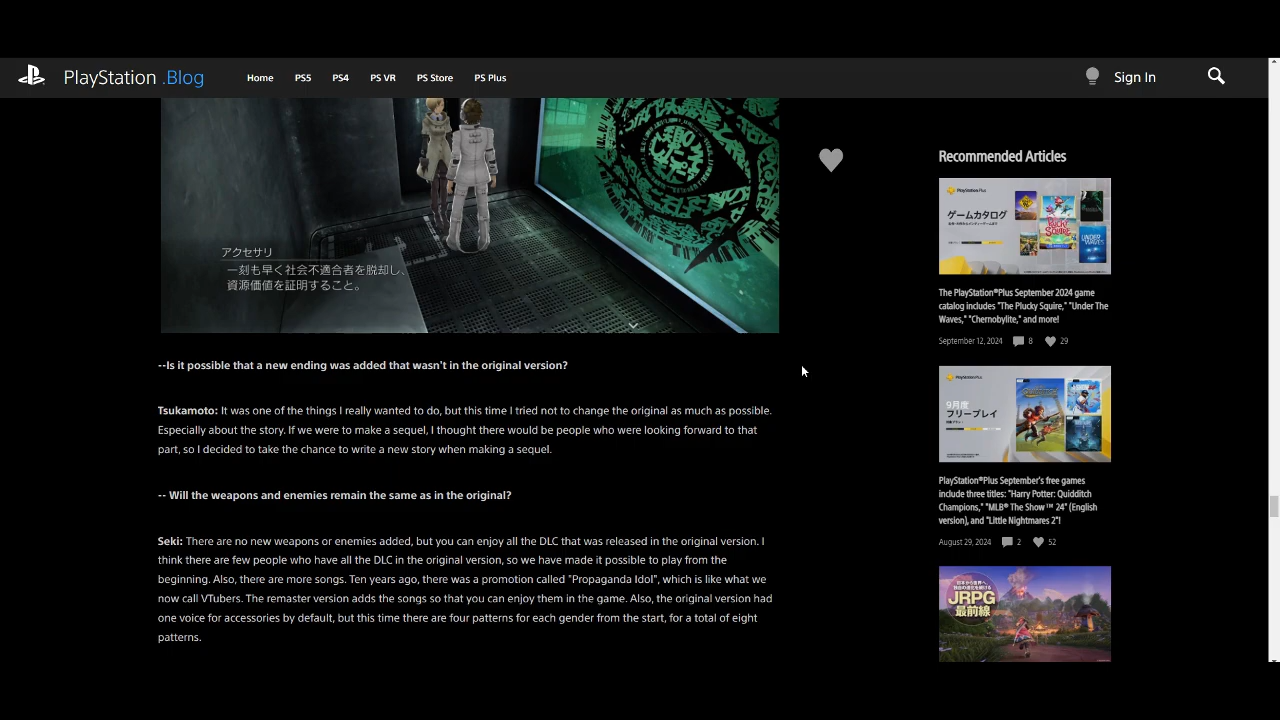 PlayStation .Blog
Home PS5 PS4 PS VR PS Store PS Plus
Sign In
アクセサリ
一刻も早く社会不適合者を脱却し、
資源価値を証明すること。
--Is it possible that a new ending was added that wasn't in the original version?
Tsukamoto: It was one of the things I really wanted to do, but this time I tried not to change the original as much as possible.
Especially about the story. If we were to make a sequel, I thought there would be people who were looking forward to that
part, so I decided to take the chance to write a new story when making a sequel.
-- Will the weapons and enemies remain the same as in the original?
Seki: There are no new weapons or enemies added, but you can enjoy all the DLC that was released in the original version. I
think there are few people who have all the DLC in the original version, so we have made it possible to play from the
beginning. Also, there are more songs. Ten years ago, there was a promotion called "Propaganda Idol", which is like what we
now call VTubers. The remaster version adds the songs so that you can enjoy them in the game. Also, the original version had
one voice for accessories by default, but this time there are four patterns for each gender from the start, for a total of eight
patterns.
Recommended Articles
PlayStation Plus
ゲームカタログ
The PlayStation®Plus September 2024 game
catalog includes "The Plucky Squire," "Under The
Waves," "Chernobylite," and more!
September 12, 2024 8 29
PlayStation Plus
9月度
フリープレイ
PlayStation®Plus September's free games
include three titles: "Harry Potter: Quidditch
Champions," "MLB® The Show™ 24" (English
version), and "Little Nightmares 2"!
August 29, 2024 2 52
日本から世界へ。
JRPG
最前線